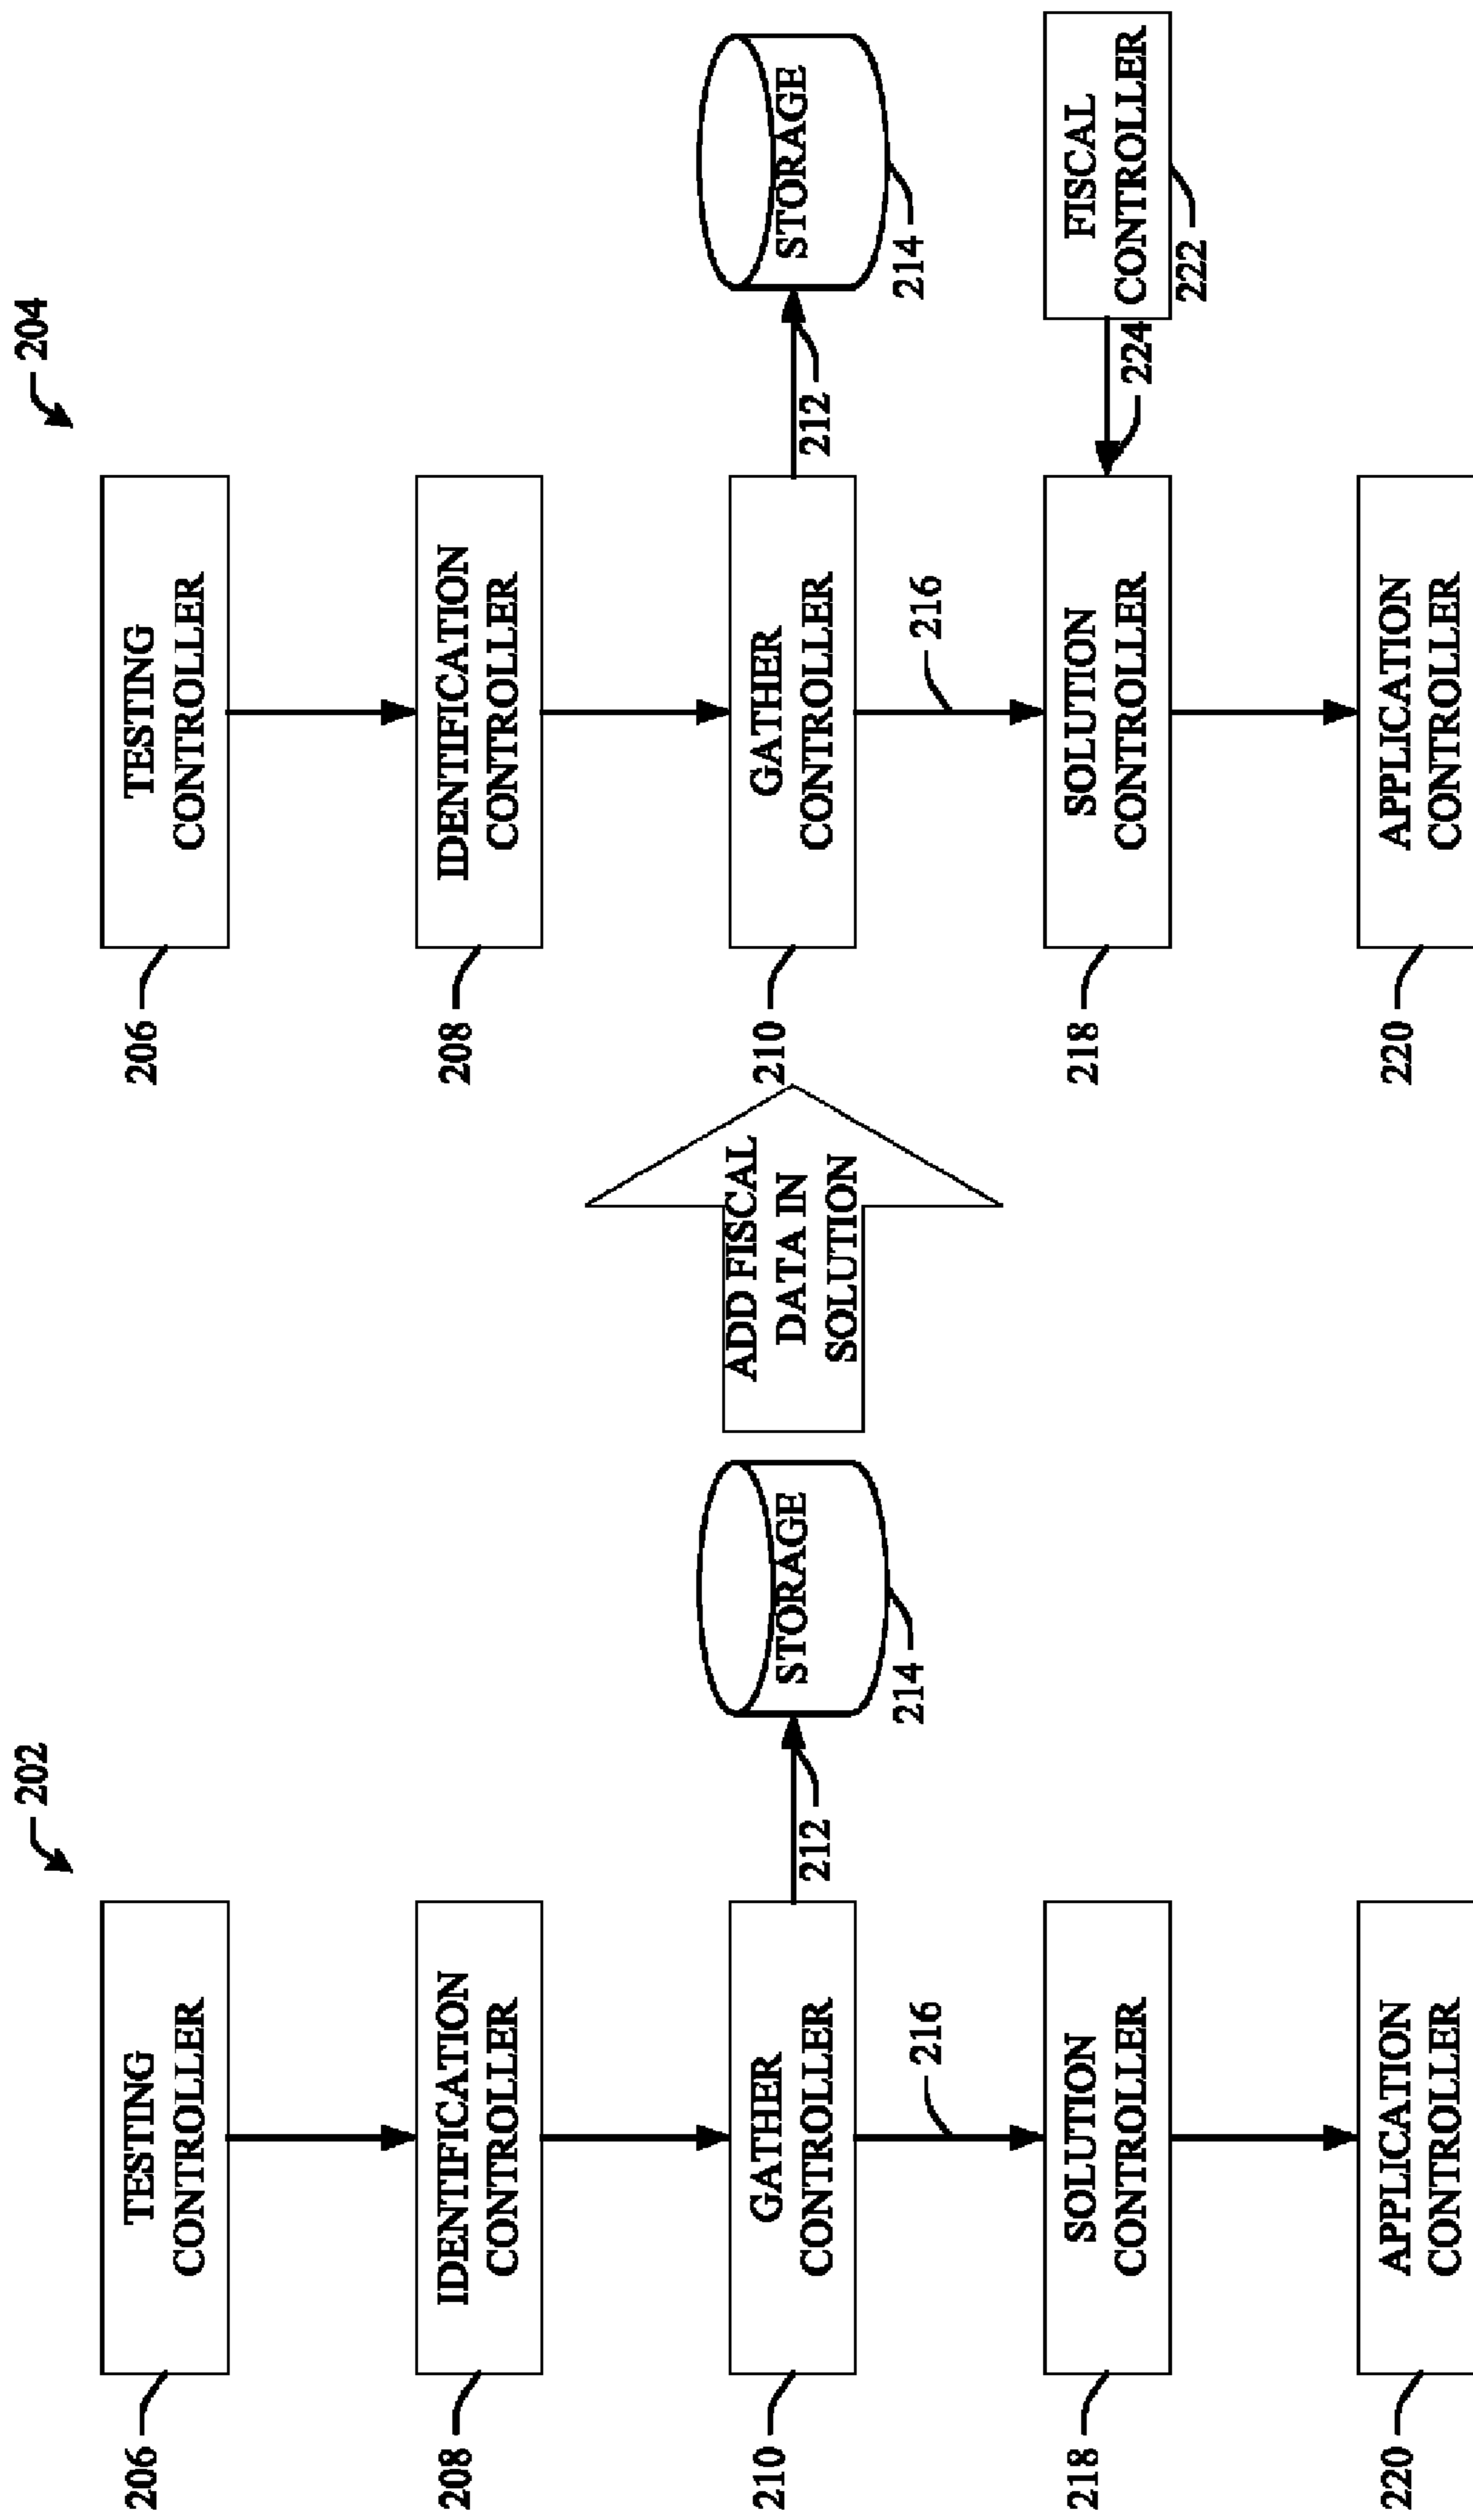 202
206
TESTING
CONTROLLER
208
IDENTIFICATION
CONTROLLER
210
GATHER
CONTROLLER
212
STORAGE
214
216
218
SOLUTION
CONTROLLER
220
APPLICATION
CONTROLLER
ADD FISCAL
DATA IN
SOLUTION
204
206
TESTING
CONTROLLER
208
IDENTIFICATION
CONTROLLER
210
GATHER
CONTROLLER
212
STORAGE
214
216
218
SOLUTION
CONTROLLER
224
FISCAL
CONTROLLER
222
220
APPLICATION
CONTROLLER